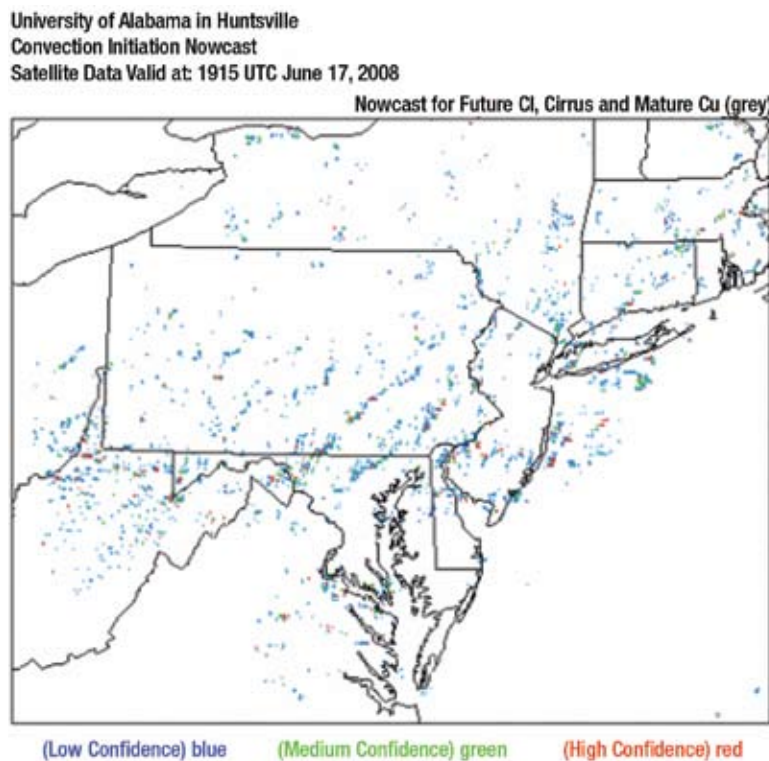 University of Alabama in Huntsville
Convection Initiation Nowcast
Satellite Data Valid at: 1915 UTC June 17, 2008
Nowcast for Future CI, Cirrus and Mature Cu (grey)
(Low Confidence) blue (Medium Confidence) green (High Confidence) red